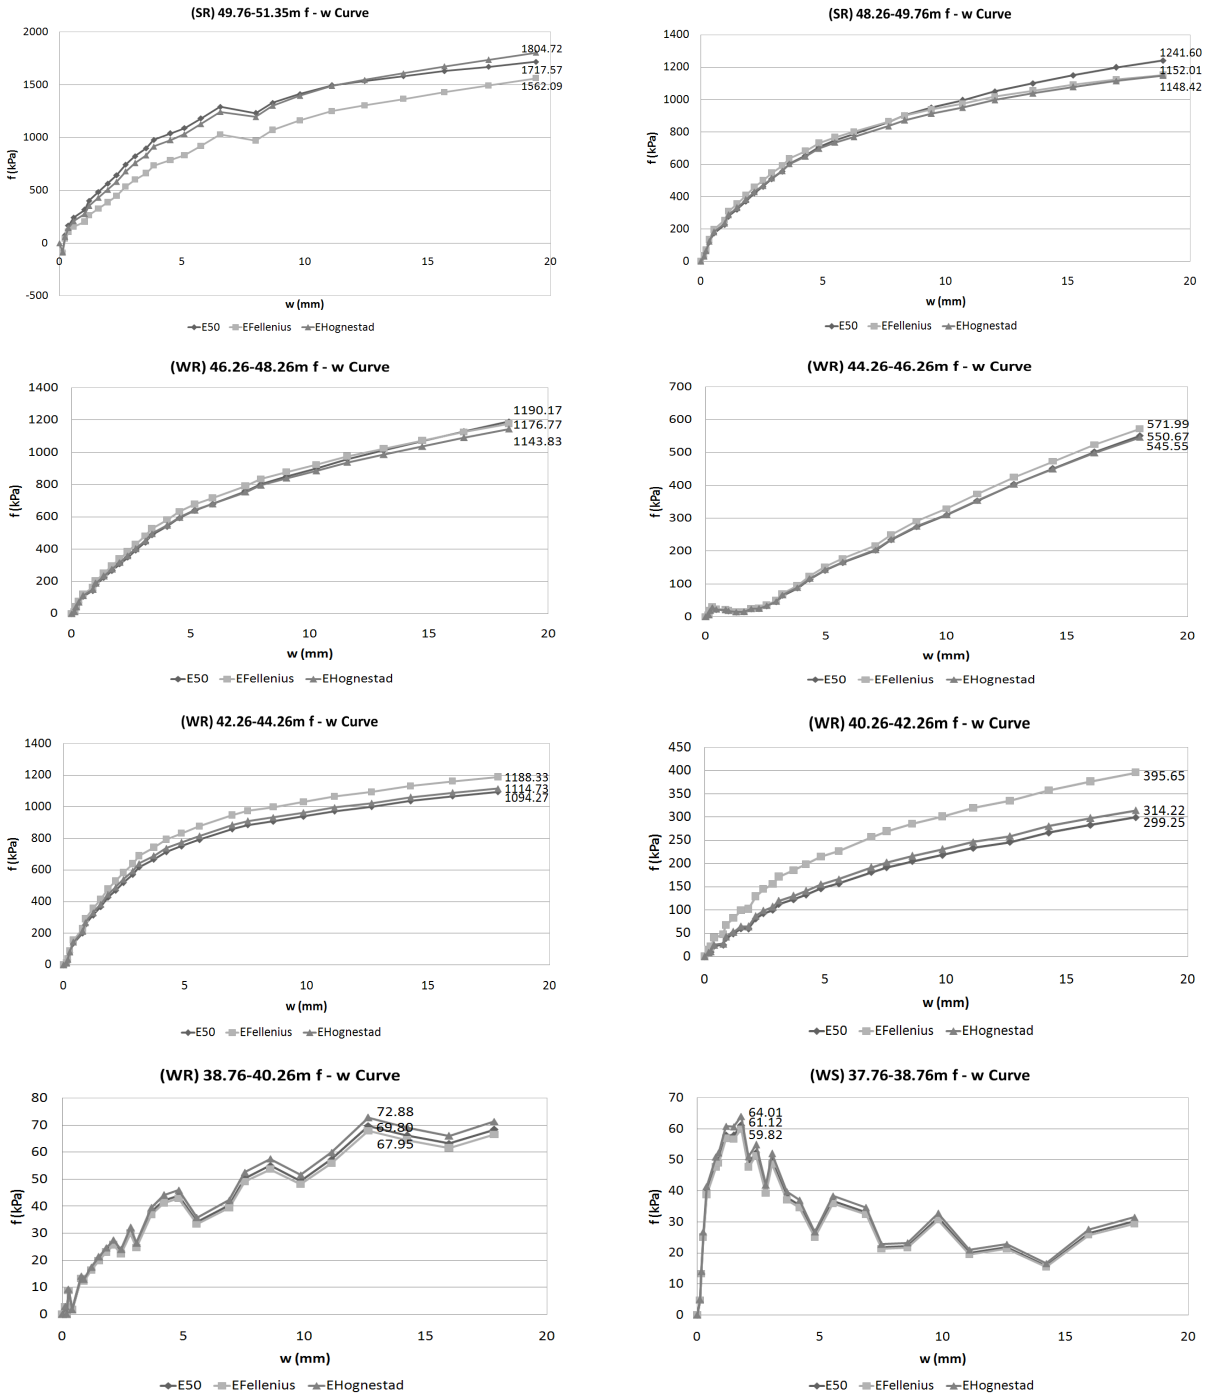 (SR) 49.76-51.35m f - w Curve
2000
1500
1000
500
0
-500
f (kPa)
1804.72
1717.57
1562.09
0 5 10 15 20
w (mm)
E50 EFellenius EHognestad
(SR) 48.26-49.76m f - w Curve
1400
1200
1000
800
600
400
200
0
f (kPa)
1241.60
1152.01
1148.42
0 5 10 15 20
w (mm)
E50 EFellenius EHognestad
(WR) 46.26-48.26m f - w Curve
1400
1200
1000
800
600
400
200
0
f (kPa)
1190.17
1176.77
1143.83
0 5 10 15 20
w (mm)
E50 EFellenius EHognestad
(WR) 44.26-46.26m f - w Curve
700
600
500
400
300
200
100
0
f (kPa)
571.99
550.67
545.55
0 5 10 15 20
w (mm)
E50 EFellenius EHognestad
(WR) 42.26-44.26m f - w Curve
1400
1200
1000
800
600
400
200
0
f (kPa)
1188.33
1114.73
1094.27
0 5 10 15 20
w (mm)
E50 EFellenius EHognestad
(WR) 40.26-42.26m f - w Curve
450
400
350
300
250
200
150
100
50
0
f (kPa)
395.65
314.22
299.25
0 5 10 15 20
w (mm)
E50 EFellenius EHognestad
(WR) 38.76-40.26m f - w Curve
80
70
60
50
40
30
20
10
0
f (kPa)
72.88
69.80
67.95
0 5 10 15 20
w (mm)
E50 EFellenius EHognestad
(WS) 37.76-38.76m f - w Curve
70
60
50
40
30
20
10
0
f (kPa)
64.01
61.12
59.82
0 5 10 15 20
w (mm)
E50 EFellenius EHognestad